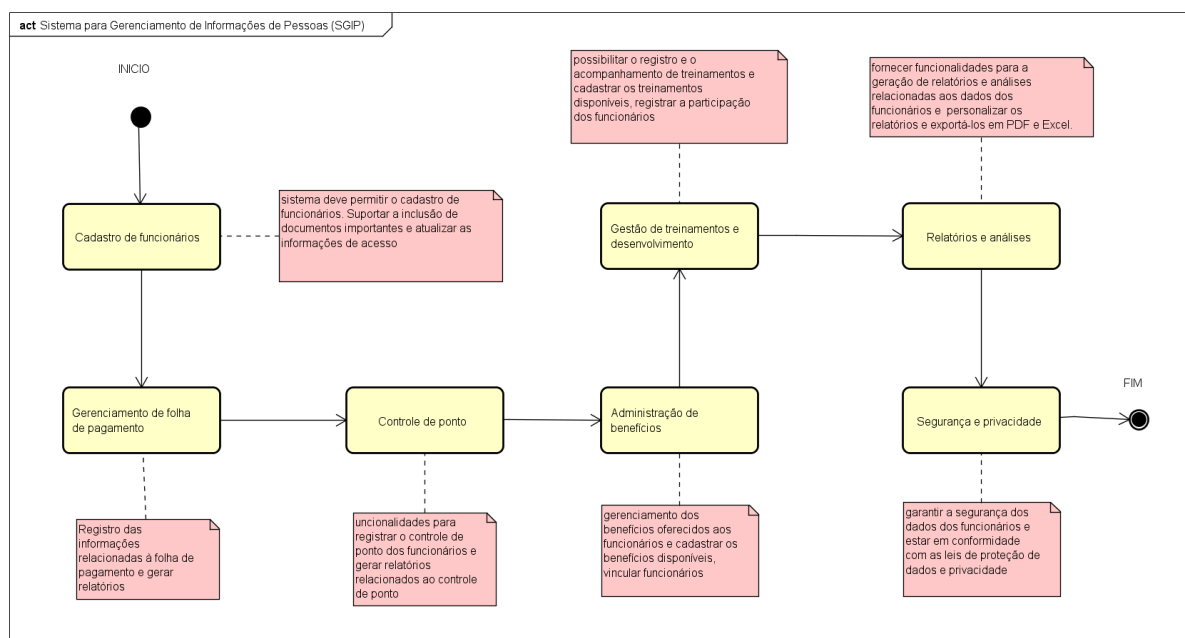 act Sistema para Gerenciamento de Informações de Pessoas (SGIP)
INICIO
possibilitar o registro e o
acompanhamento de treinamentos e
cadastrar os treinamentos
disponíveis, registrar a participação
dos funcionários
fornecer funcionalidades para a
geração de relatórios e análises
relacionadas aos dados dos
funcionários e personalizar os
relatórios e exportá-los em PDF e Excel.
Cadastro de funcionários
sistema deve permitir o cadastro de
funcionários. Suportar a inclusão de
documentos importantes e atualizar as
informações de acesso
Gestão de treinamentos e
desenvolvimento
Relatórios e análises
Gerenciamento de folha
de pagamento
Controle de ponto
Administração de
benefícios
Segurança e privacidade
FIM
Registro das
informações
relacionadas à folha de
pagamento e gerar
relatórios
uncionalidades para
registrar o controle de
ponto dos funcionários e
gerar relatórios
relacionados ao controle
de ponto
gerenciamento dos
benefícios oferecidos aos
funcionários e cadastrar os
benefícios disponíveis,
vincular funcionários
garantir a segurança dos
dados dos funcionários e
estar em conformidade
com as leis de proteção de
dados e privacidade